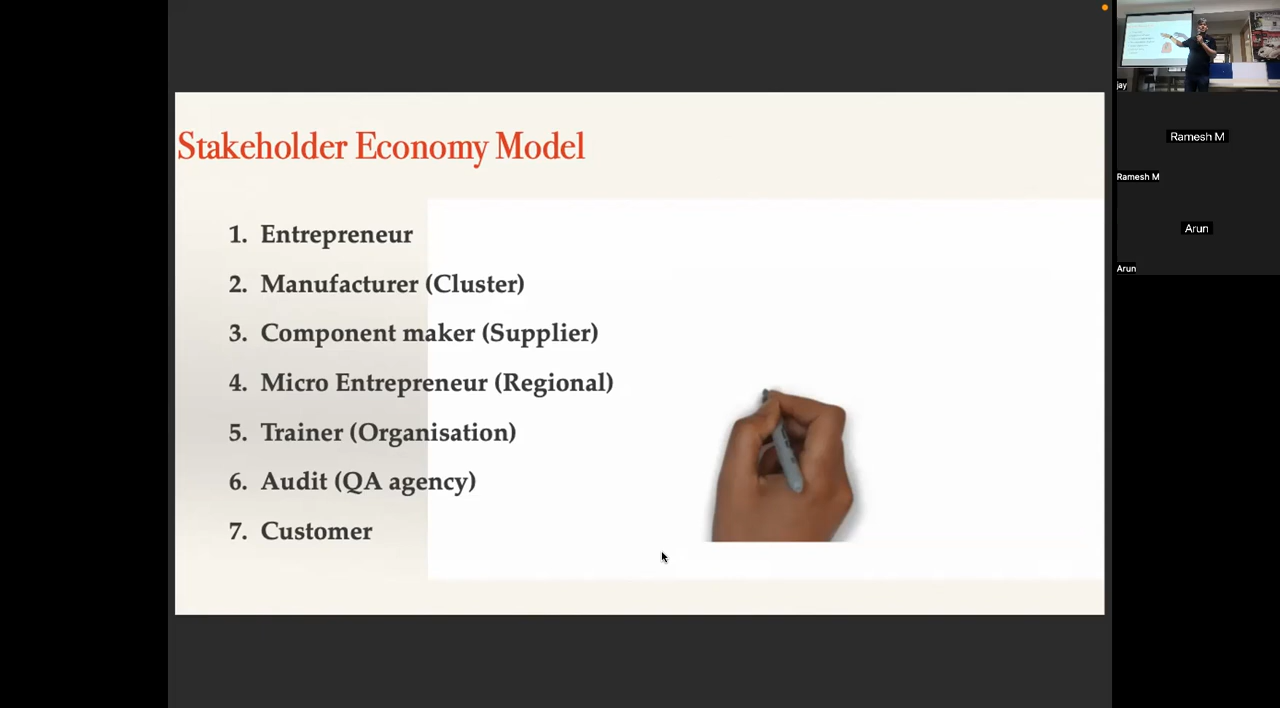 Stakeholder Economy Model
1. Entrepreneur
2. Manufacturer (Cluster)
3. Component maker (Supplier)
4. Micro Entrepreneur (Regional)
5. Trainer (Organisation)
6. Audit (QA agency)
7. Customer
jay
Ramesh M
Ramesh M
Arun
Arun